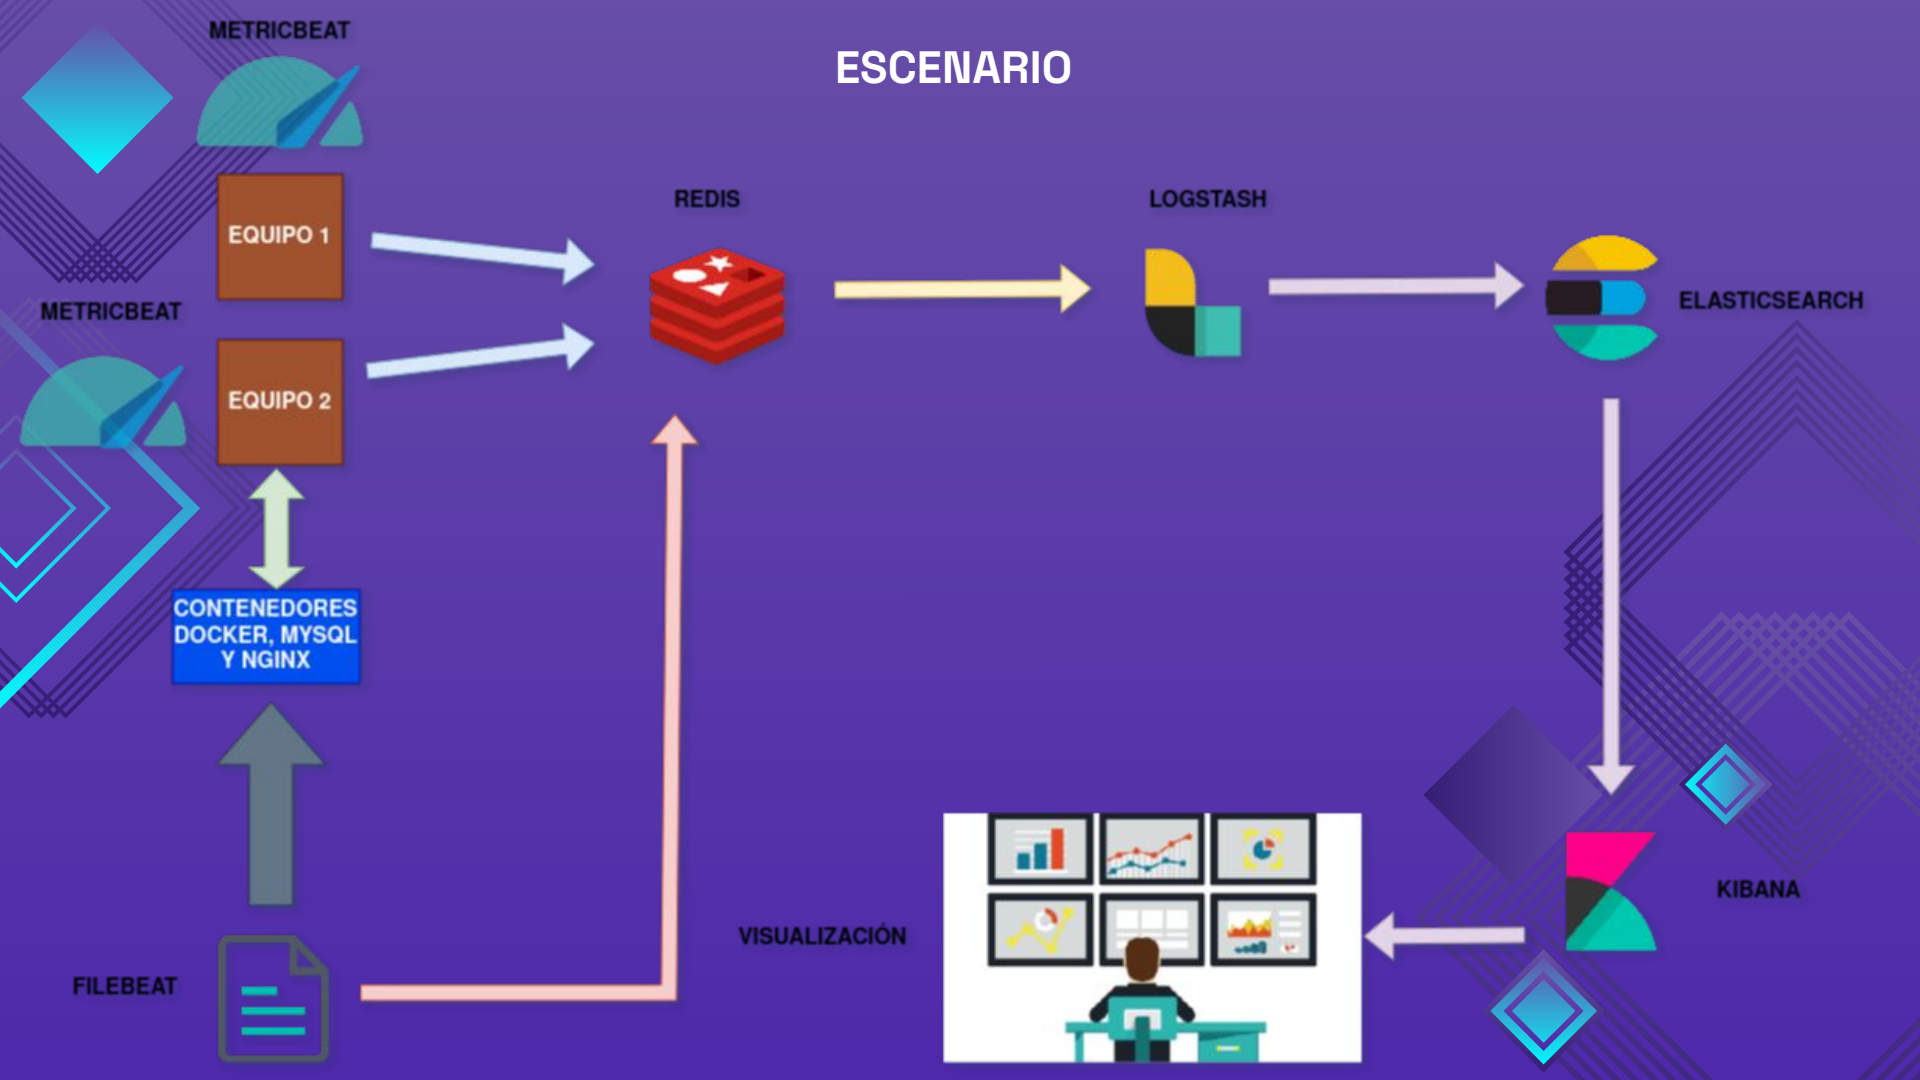 METRICBEAT
ESCENARIO
EQUIPO 1
REDIS
LOGSTASH
METRICBEAT
ELASTICSEARCH
EQUIPO 2
CONTENEDORES
DOCKER, MYSQL
Y NGINX
KIBANA
VISUALIZACIÓN
FILEBEAT